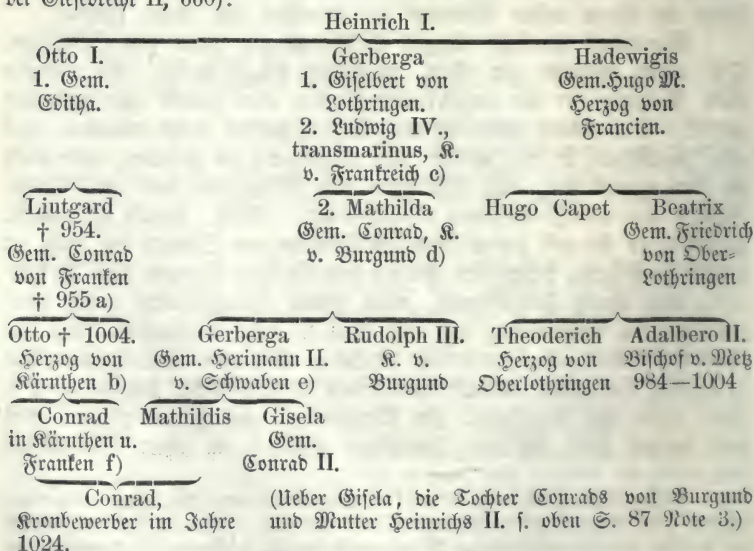 der Giesebrecht II, 660).
Heinrich I.
Otto I. Gerberga Hadewigis
1. Gem. 1. Giselbert von Gem. Hugo M.
Editha. Lothringen. Herzog von
2. Ludwig IV., Francien.
transmarinus, K.
v. Frankreich c)
Liutgard 2. Mathilda Hugo Capet Beatrix
† 954. Gem. Conrad, K. Gem. Friedrich
Gem. Conrad v. Burgund d) von Ober-
von Franken Lothringen
† 955 a)
Otto † 1004. Gerberga Rudolph III. Theoderich Adalbero II.
Herzog von Gem. Herimann II. K. v. Herzog von Bischof v. Metz
Kärnthen b) v. Schwaben e) Burgund Oberlothringen 984—1004
Conrad Mathildis Gisela
in Kärnthen u. Gem.
Franken f) Conrad II.
Conrad, (Ueber Gisela, die Tochter Conrads von Burgund
Kronbewerber im Jahre und Mutter Heinrichs II. s. oben S. 87 Note 3.)
1024.